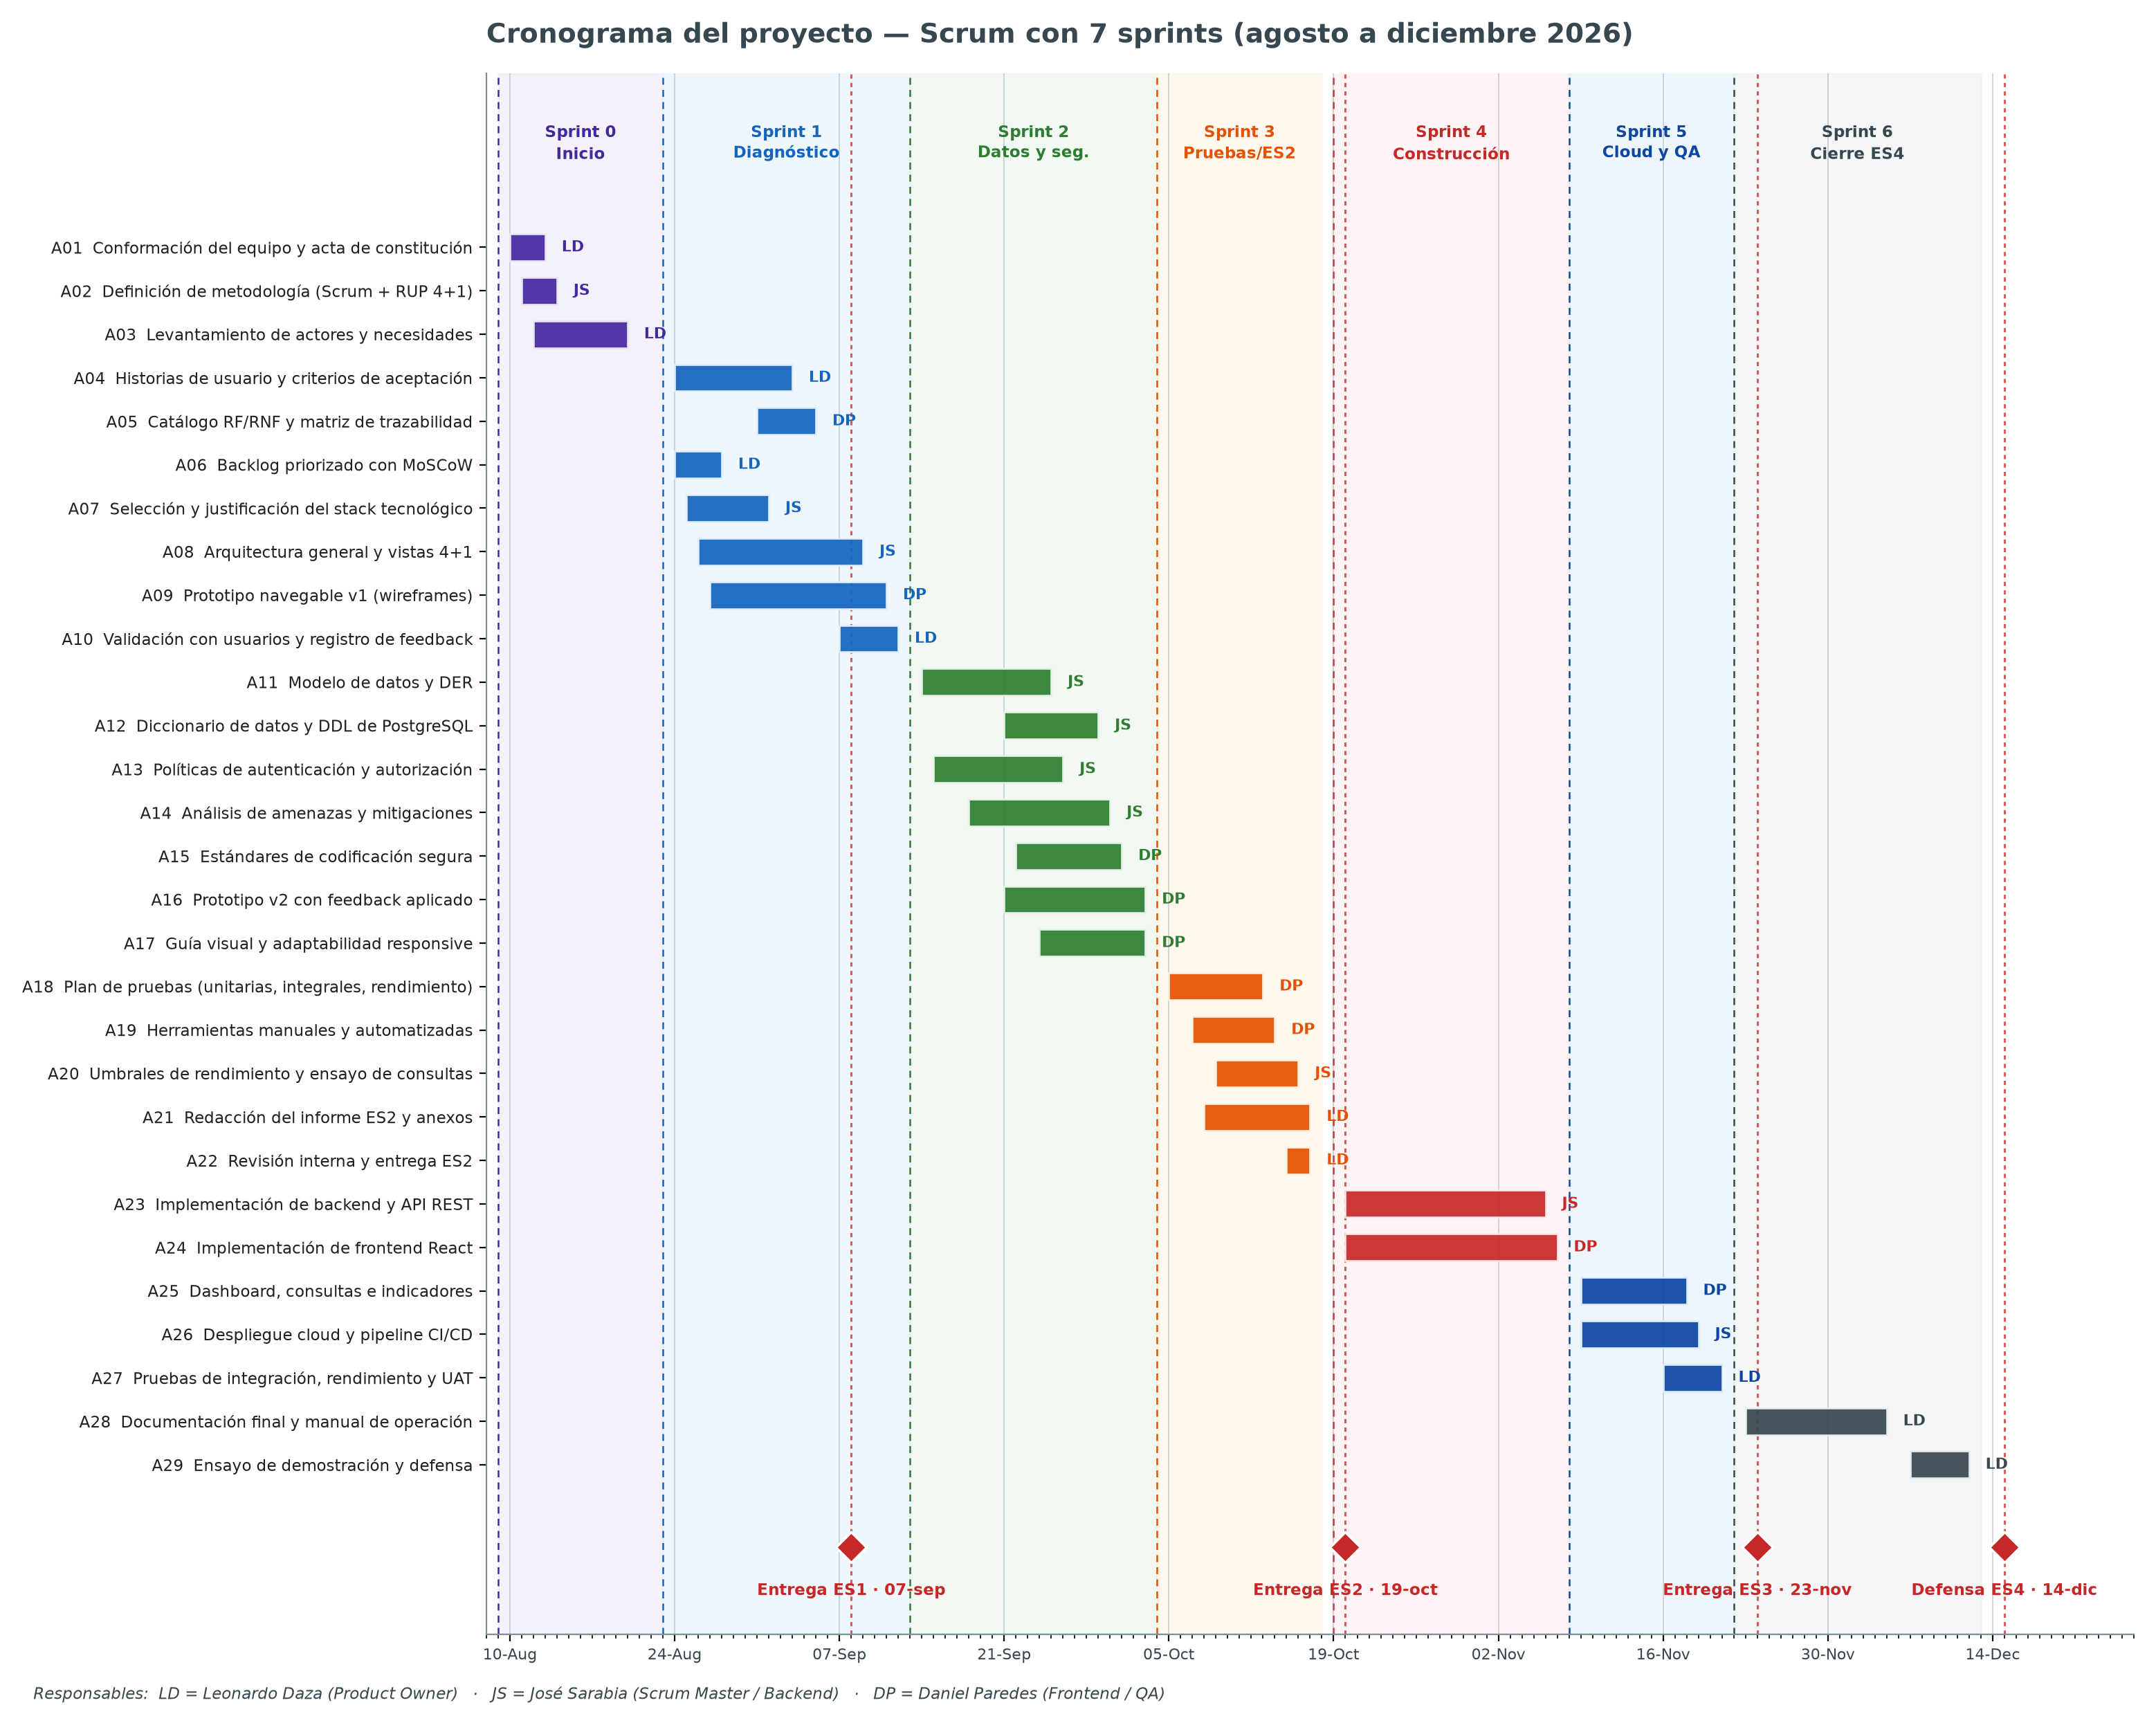 Cronograma del proyecto — Scrum con 7 sprints (agosto a diciembre 2026)
Sprint 0
Inicio
Sprint 1
Diagnóstico
Sprint 2
Datos y seg.
Sprint 3
Pruebas/ES2
Sprint 4
Construcción
Sprint 5
Cloud y QA
Sprint 6
Cierre ES4
A01 Conformación del equipo y acta de constitución LD
A02 Definición de metodología (Scrum + RUP 4+1) JS
A03 Levantamiento de actores y necesidades LD
A04 Historias de usuario y criterios de aceptación LD
A05 Catálogo RF/RNF y matriz de trazabilidad DP
A06 Backlog priorizado con MoSCoW LD
A07 Selección y justificación del stack tecnológico JS
A08 Arquitectura general y vistas 4+1 JS
A09 Prototipo navegable v1 (wireframes) DP
A10 Validación con usuarios y registro de feedback LD
A11 Modelo de datos y DER JS
A12 Diccionario de datos y DDL de PostgreSQL JS
A13 Políticas de autenticación y autorización JS
A14 Análisis de amenazas y mitigaciones JS
A15 Estándares de codificación segura DP
A16 Prototipo v2 con feedback aplicado DP
A17 Guía visual y adaptabilidad responsive DP
A18 Plan de pruebas (unitarias, integrales, rendimiento) DP
A19 Herramientas manuales y automatizadas DP
A20 Umbrales de rendimiento y ensayo de consultas JS
A21 Redacción del informe ES2 y anexos LD
A22 Revisión interna y entrega ES2 LD
A23 Implementación de backend y API REST JS
A24 Implementación de frontend React DP
A25 Dashboard, consultas e indicadores DP
A26 Despliegue cloud y pipeline CI/CD JS
A27 Pruebas de integración, rendimiento y UAT LD
A28 Documentación final y manual de operación LD
A29 Ensayo de demostración y defensa LD
Entrega ES1 · 07-sep
Entrega ES2 · 19-oct
Entrega ES3 · 23-nov
Defensa ES4 · 14-dic
10-Aug 24-Aug 07-Sep 21-Sep 05-Oct 19-Oct 02-Nov 16-Nov 30-Nov 14-Dec
Responsables: LD = Leonardo Daza (Product Owner) · JS = José Sarabia (Scrum Master / Backend) · DP = Daniel Paredes (Frontend / QA)